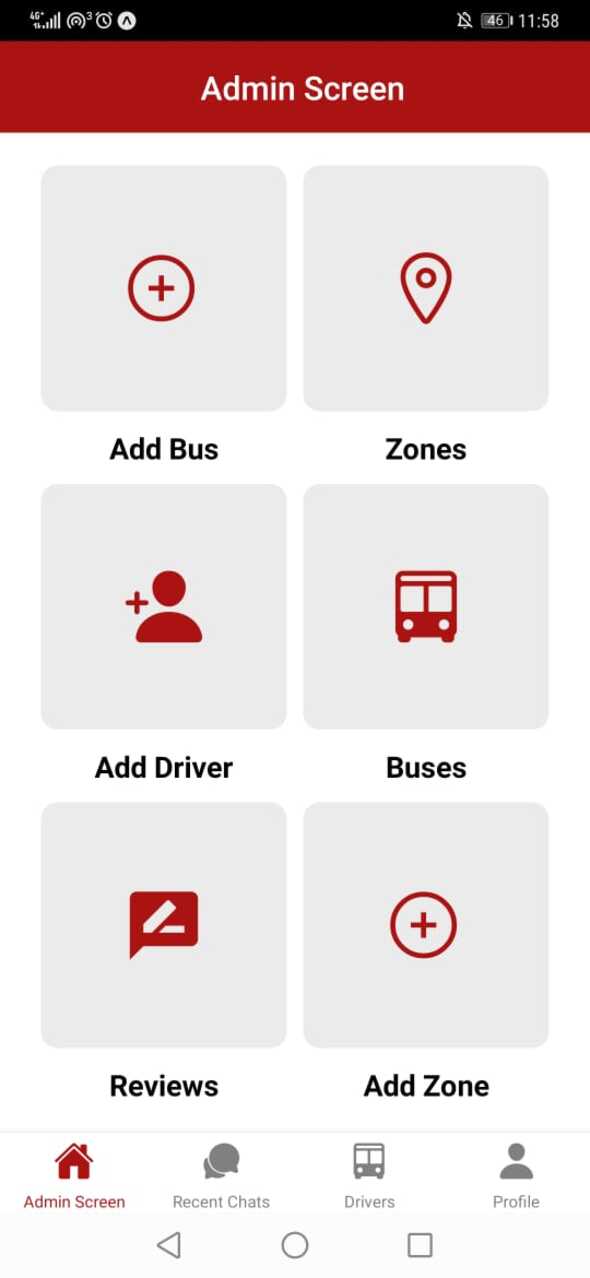 4G+ 3 46 11:58
Admin Screen
Add Bus Zones
Add Driver Buses
Reviews Add Zone
Admin Screen Recent Chats Drivers Profile